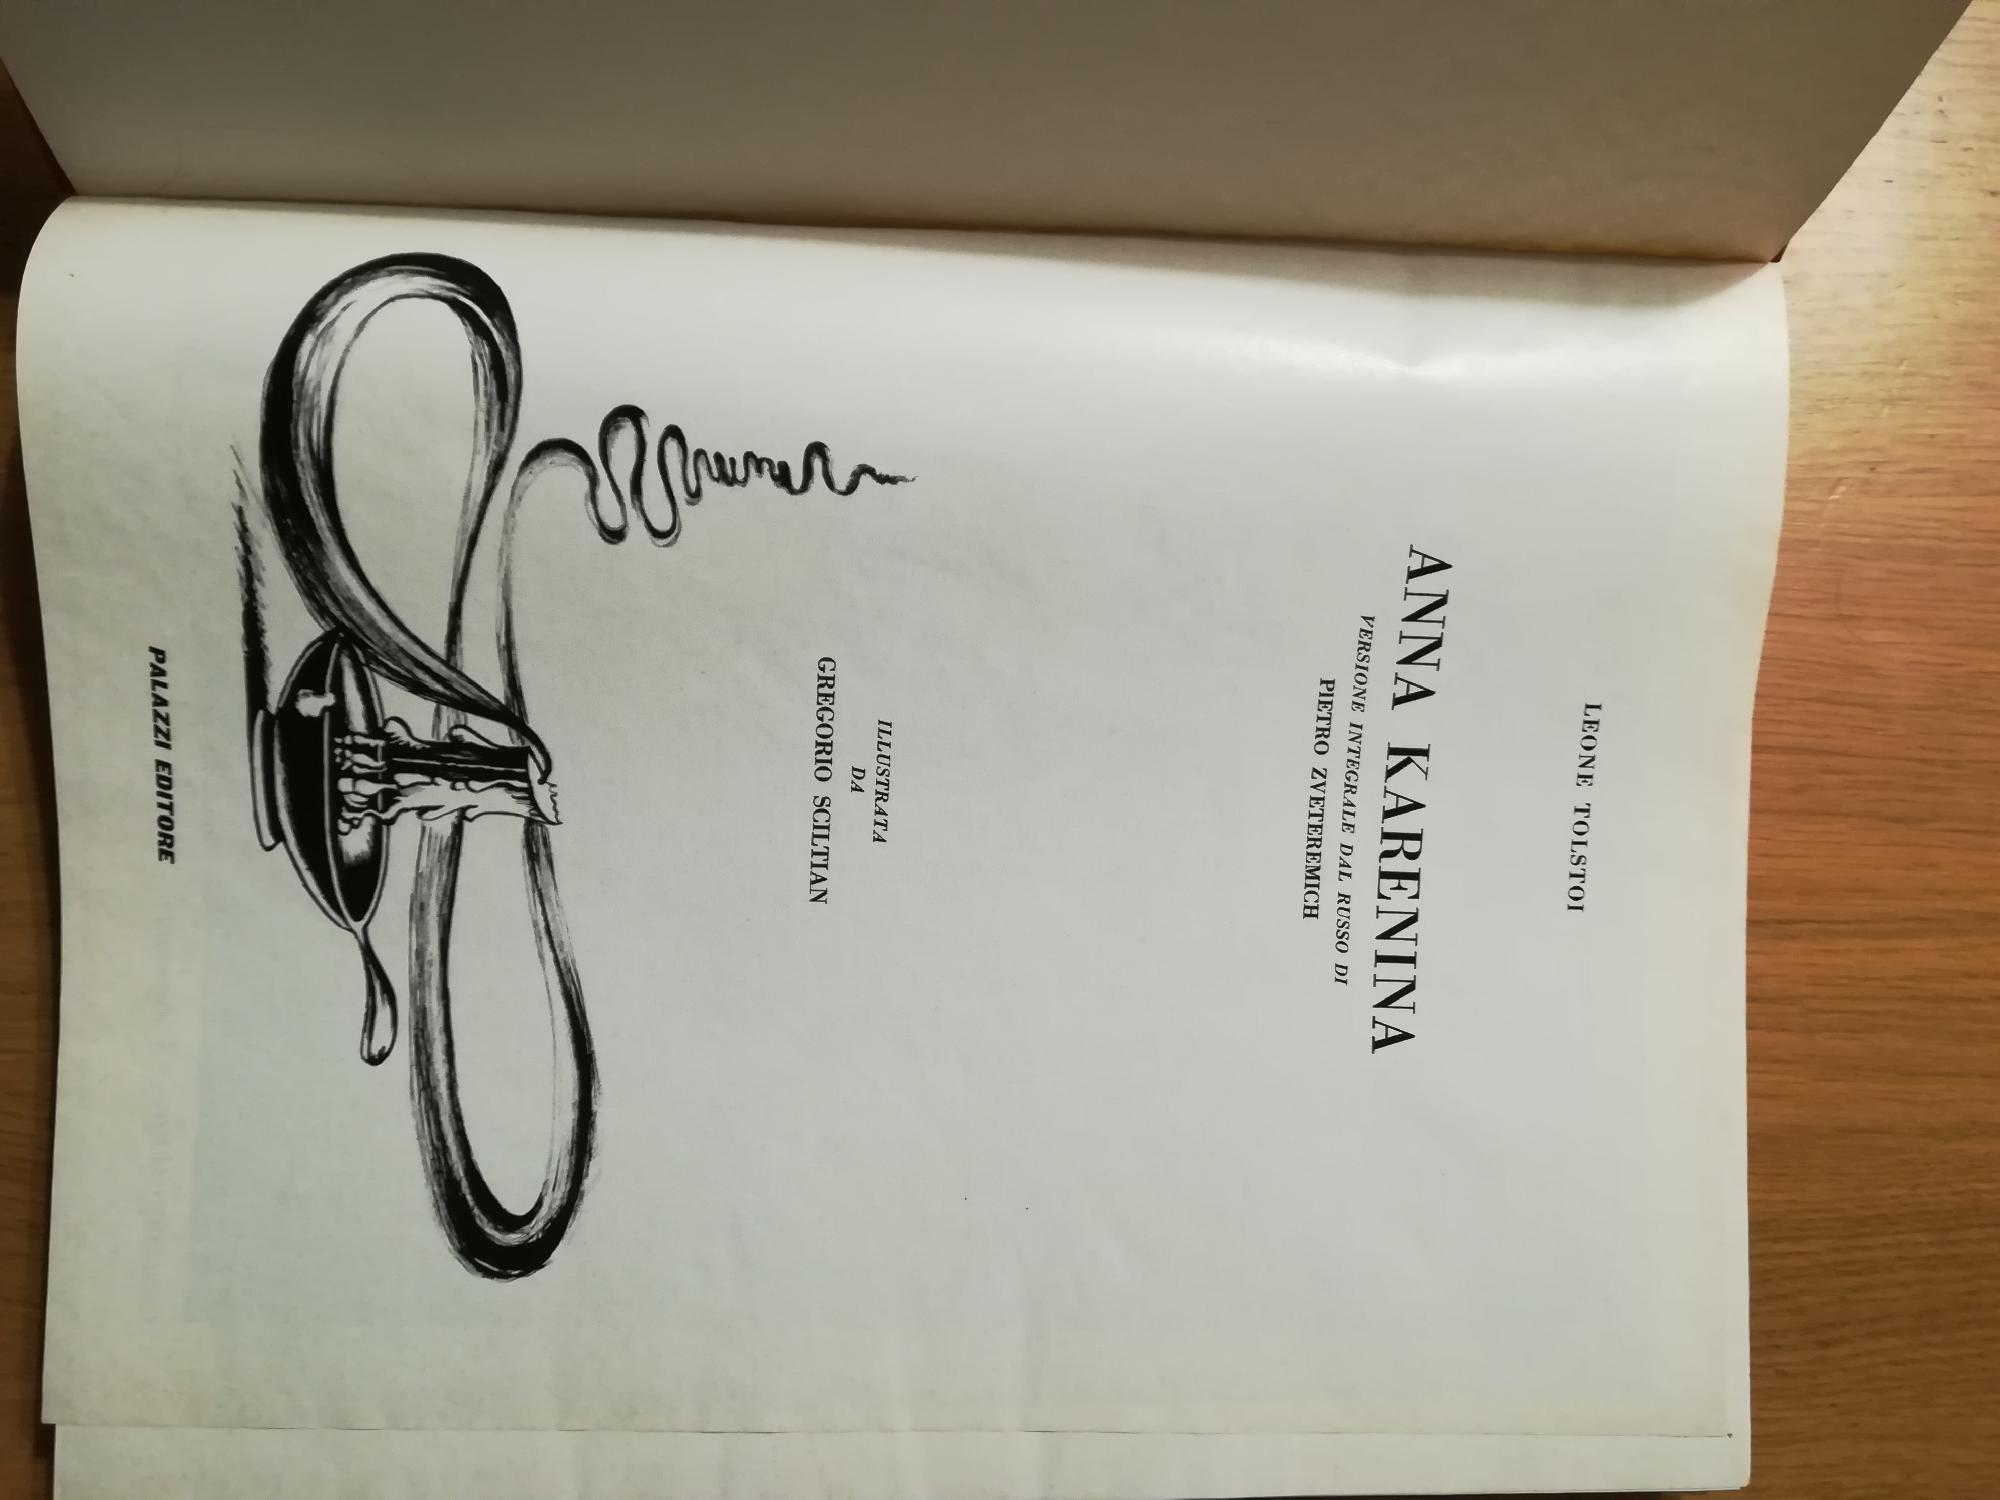 LEONE TOLSTOI
ANNA KARENINA
VERSIONE INTEGRALE DAL RUSSO DI
PIETRO ZVETEREMICH
ILLUSTRATA
DA
GREGORIO SCILTIAN
PALAZZI EDITORE